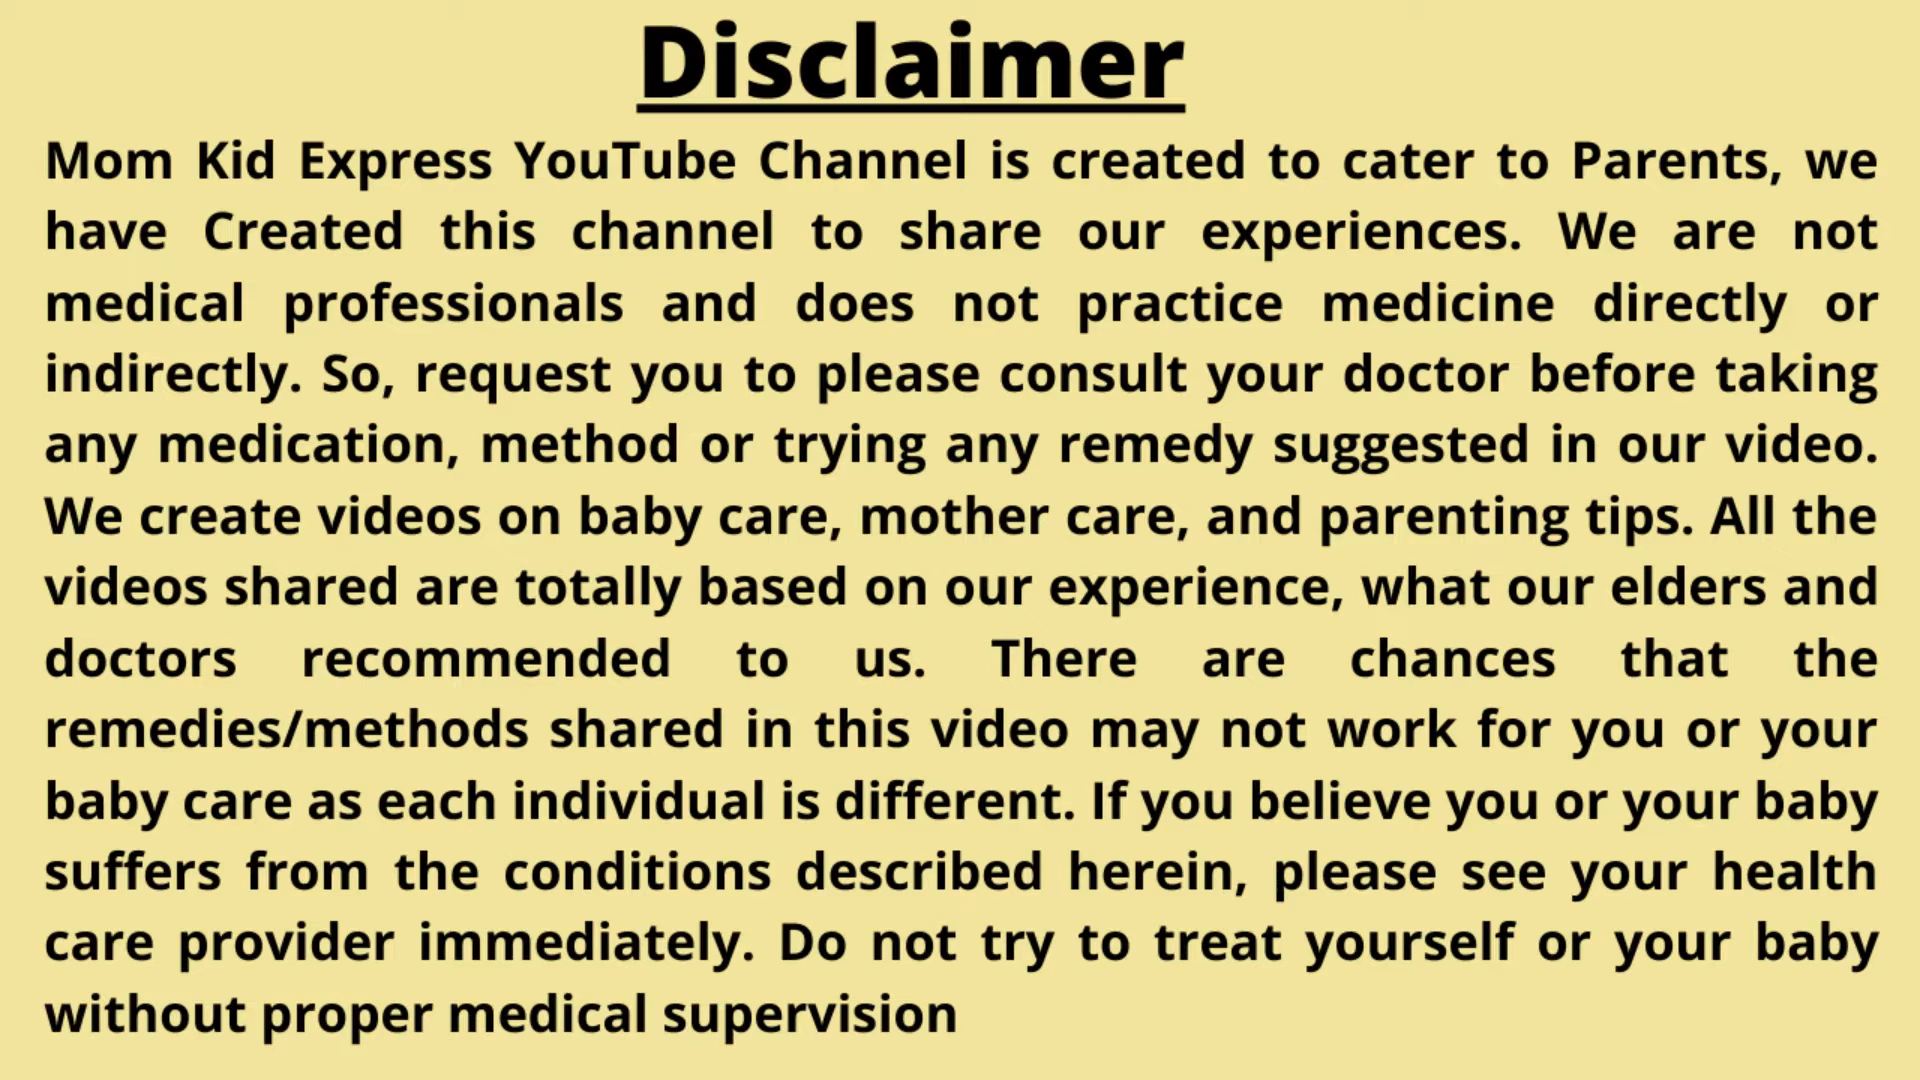 Disclaimer
Mom Kid Express YouTube Channel is created to cater to Parents, we
have Created this channel to share our experiences. We are not
medical professionals and does not practice medicine directly or
indirectly. So, request you to please consult your doctor before taking
any medication, method or trying any remedy suggested in our video.
We create videos on baby care, mother care, and parenting tips. All the
videos shared are totally based on our experience, what our elders and
doctors recommended to us. There are chances that the
remedies/methods shared in this video may not work for you or your
baby care as each individual is different. If you believe you or your baby
suffers from the conditions described herein, please see your health
care provider immediately. Do not try to treat yourself or your baby
without proper medical supervision